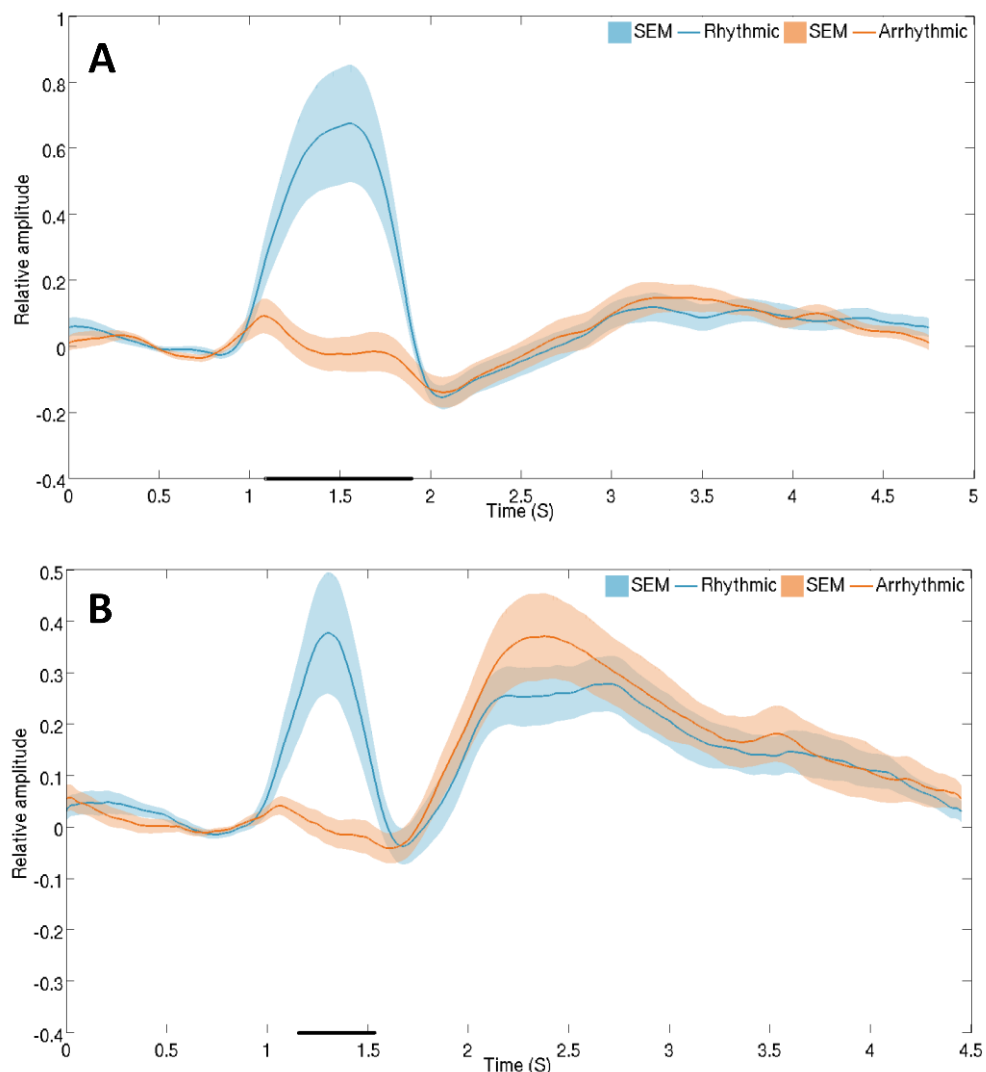 A
SEM Rhythmic SEM Arrhythmic
1
0.8
0.6
0.4
0.2
0
-0.2
-0.4
Relative amplitude
0 0.5 1 1.5 2 2.5 3 3.5 4 4.5 5
Time (S)
B
SEM Rhythmic SEM Arrhythmic
0.5
0.4
0.3
0.2
0.1
0
-0.1
-0.2
-0.3
-0.4
Relative amplitude
0 0.5 1 1.5 2 2.5 3 3.5 4 4.5
Time (S)